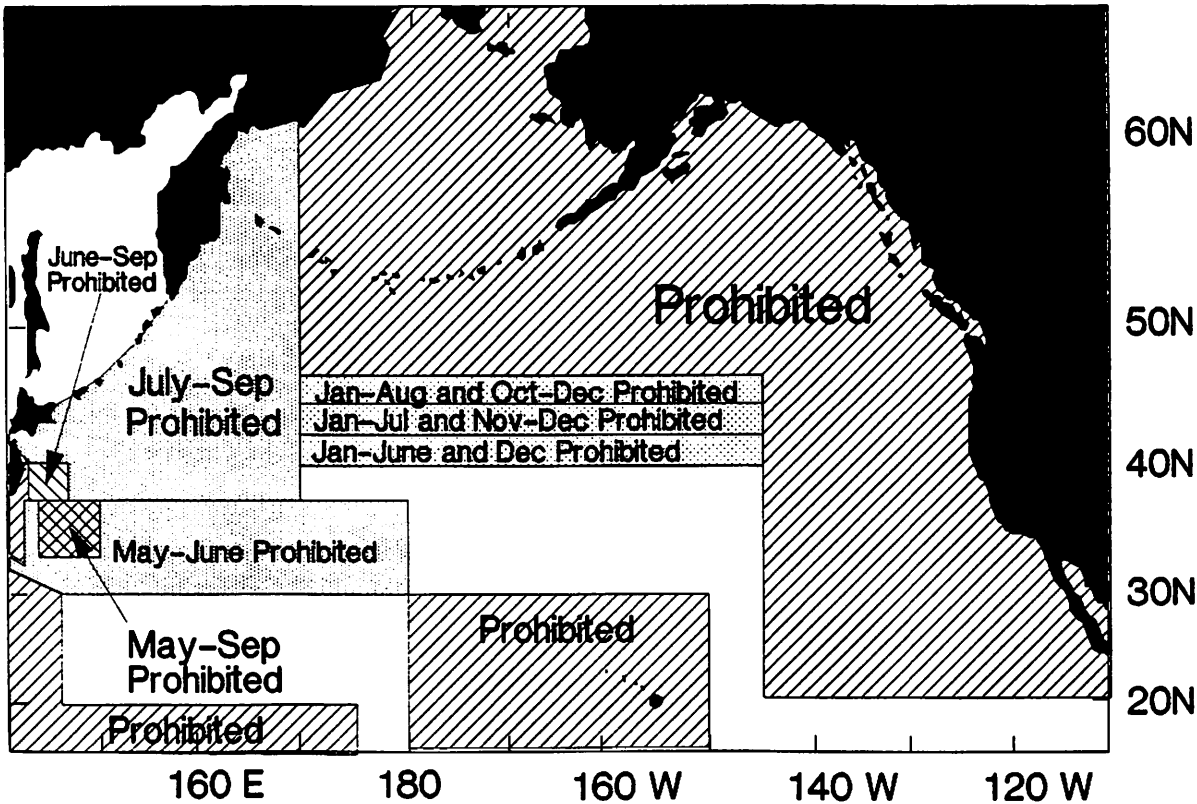 60N
June–Sep
Prohibited
Prohibited
50N
July–Sep
Prohibited
Jan–Aug and Oct–Dec Prohibited
Jan–Jul and Nov–Dec Prohibited
Jan–June and Dec Prohibited
40N
May–June Prohibited
30N
May–Sep
Prohibited
Prohibited
20N
Prohibited
160 E
180
160 W
140 W
120 W